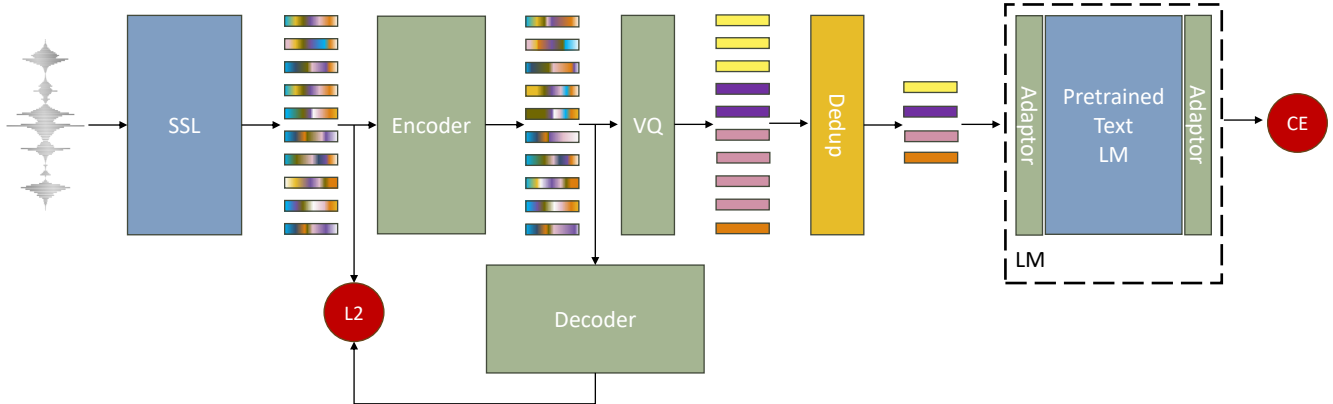 SSL
Encoder
VQ
Dedup
Adaptor
Pretrained
Text
LM
Adaptor
LM
CE
L2
Decoder